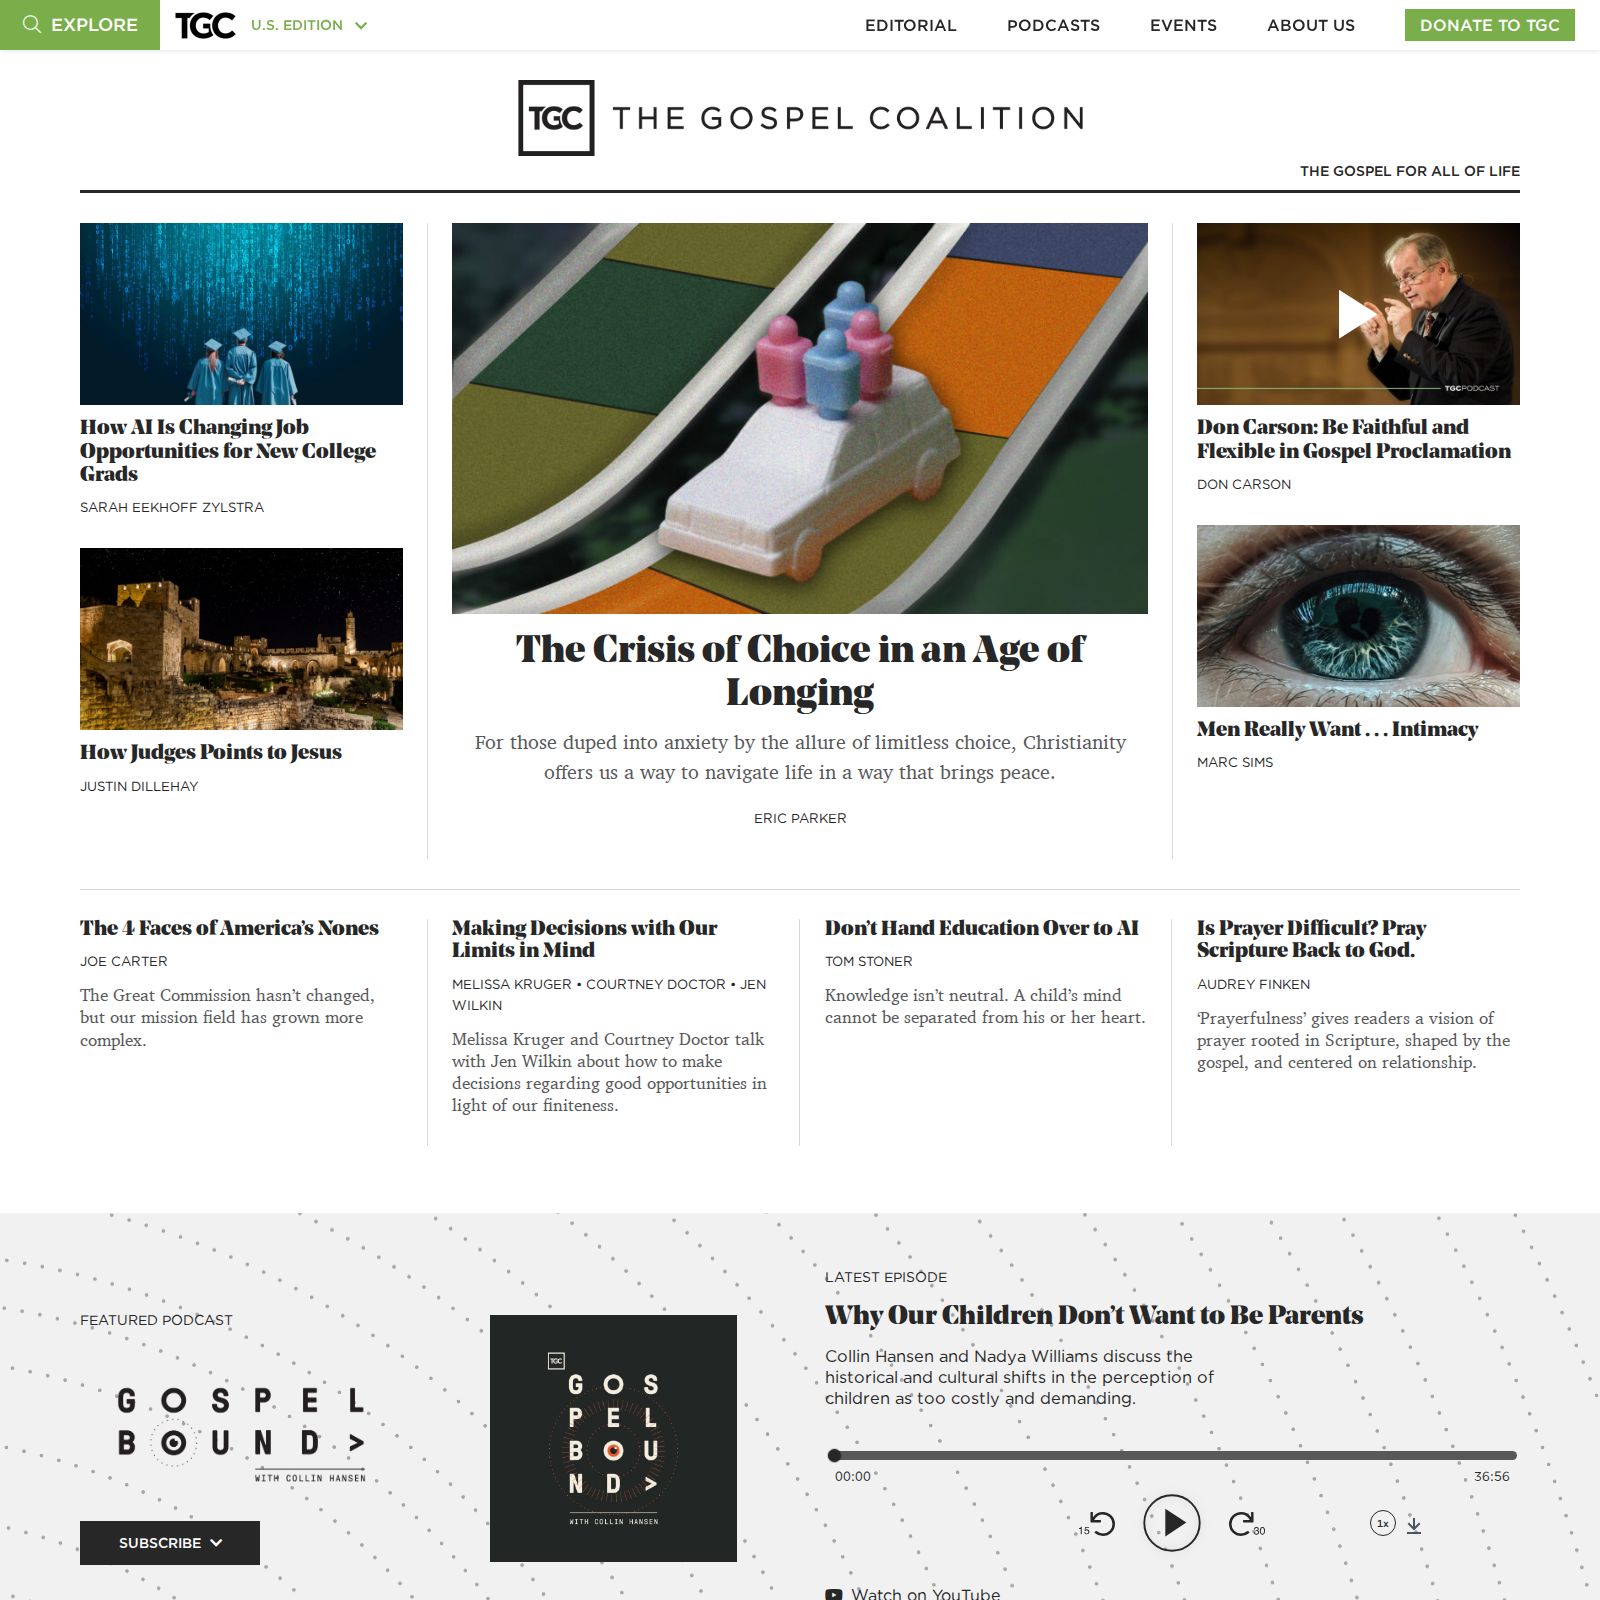 EXPLORE
TGC
U.S. EDITION
EDITORIAL
PODCASTS
EVENTS
ABOUT US
DONATE TO TGC
TGC THE GOSPEL COALITION
THE GOSPEL FOR ALL OF LIFE
How AI Is Changing Job
Opportunities for New College
Grads
SARAH EEKHOFF ZYLSTRA
How Judges Points to Jesus
JUSTIN DILLEHAY
The Crisis of Choice in an Age of
Longing
For those duped into anxiety by the allure of limitless choice, Christianity
offers us a way to navigate life in a way that brings peace.
ERIC PARKER
TGCPODCAST
Don Carson: Be Faithful and
Flexible in Gospel Proclamation
DON CARSON
Men Really Want . . . Intimacy
MARC SIMS
The 4 Faces of America’s Nones
JOE CARTER
The Great Commission hasn’t changed,
but our mission field has grown more
complex.
Making Decisions with Our
Limits in Mind
MELISSA KRUGER • COURTNEY DOCTOR • JEN
WILKIN
Melissa Kruger and Courtney Doctor talk
with Jen Wilkin about how to make
decisions regarding good opportunities in
light of our finiteness.
Don’t Hand Education Over to AI
TOM STONER
Knowledge isn’t neutral. A child’s mind
cannot be separated from his or her heart.
Is Prayer Difficult? Pray
Scripture Back to God.
AUDREY FINKEN
‘Prayerfulness’ gives readers a vision of
prayer rooted in Scripture, shaped by the
gospel, and centered on relationship.
FEATURED PODCAST
GOSPEL
BOUND >
WITH COLLIN HANSEN
SUBSCRIBE
TGC
GOS
PEL
BOU
ND>
WITH COLLIN HANSEN
LATEST EPISODE
Why Our Children Don’t Want to Be Parents
Collin Hansen and Nadya Williams discuss the
historical and cultural shifts in the perception of
children as too costly and demanding.
00:00
36:56
15
30
1x
Watch on YouTube